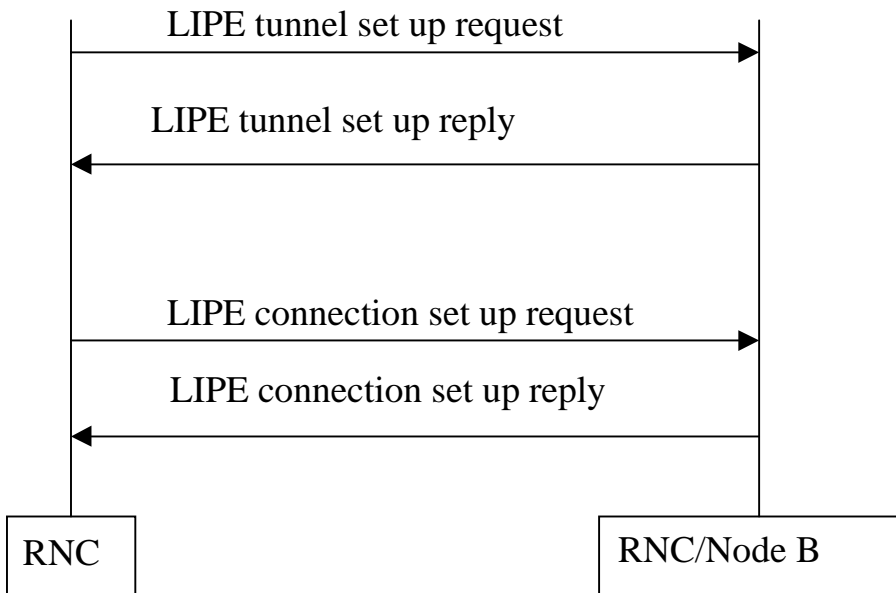 LIPE tunnel set up request
LIPE tunnel set up reply
LIPE connection set up request
LIPE connection set up reply
RNC
RNC/Node B